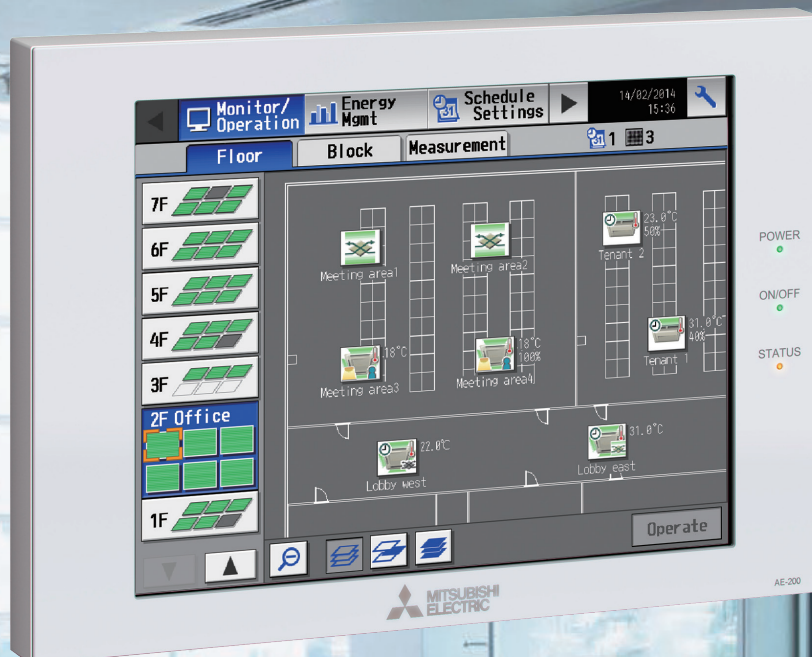 Monitor/
Operation
Energy
Mgmt
31
Schedule
Settings
14/02/2014
15:36
Floor
Block
Measurement
31 1
3
7F
6F
5F
4F
3F
2F Office
1F
Meeting area1
Meeting area2
23.0°C
50%
Tenant 2
18°C
Meeting area3
18°C
100%
Meeting area4
31.0°C
40%
Tenant 1
22.0℃
Lobby west
31.0°C
Lobby east
Operate
POWER
ON/OFF
STATUS
MITSUBISHI
ELECTRIC
AE-200